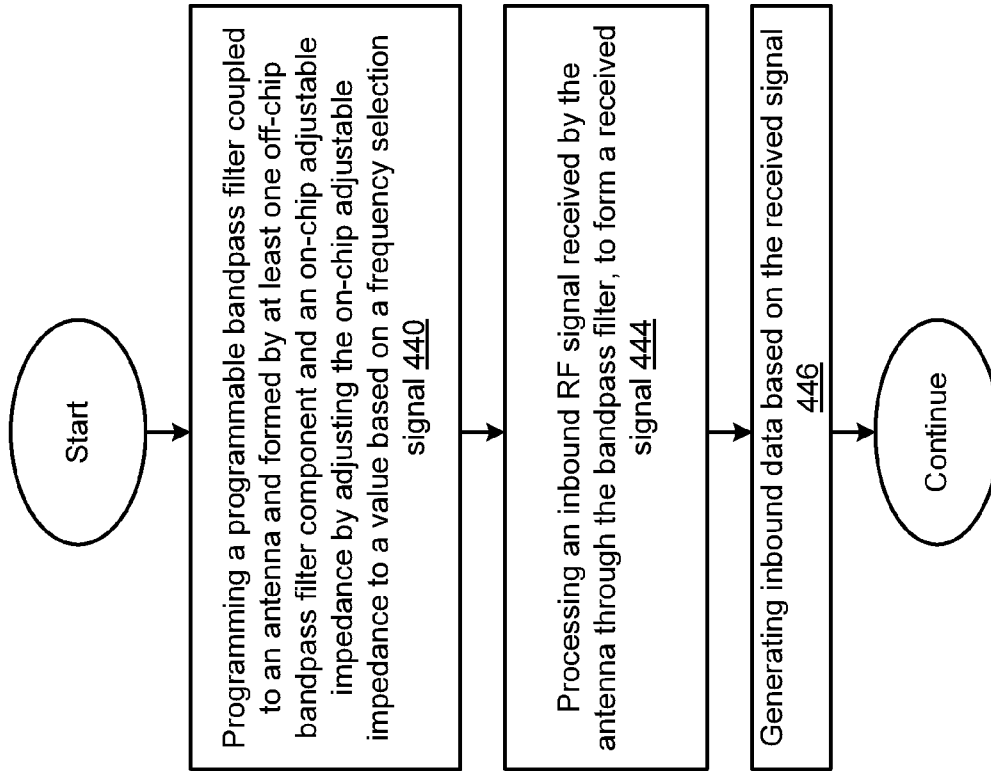 Start
Programming a programmable bandpass filter coupled
to an antenna and formed by at least one off-chip
bandpass filter component and an on-chip adjustable
impedance by adjusting the on-chip adjustable
impedance to a value based on a frequency selection
signal 440
Processing an inbound RF signal received by the
antenna through the bandpass filter, to form a received
signal 444
Generating inbound data based on the received signal
446
Continue